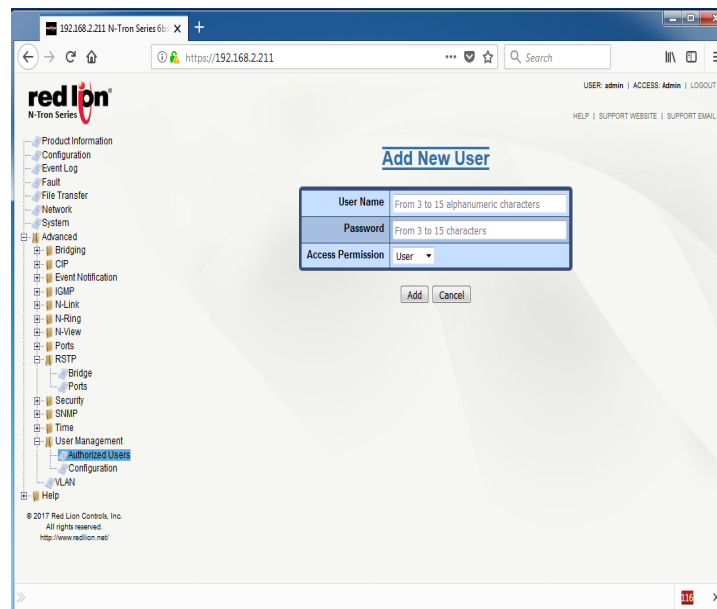 192.168.2.211 N-Tron Series 6
https://192.168.2.211
Search
USER: admin | ACCESS: Admin | LOGOUT
red lion®
N-Tron Series
HELP | SUPPORT WEBSITE | SUPPORT EMAIL
Product Information
Configuration
Event Log
Fault
File Transfer
Network
System
Advanced
Bridging
CIP
Event Notification
IGMP
N-Link
N-Ring
N-View
Ports
RSTP
Bridge
Ports
Security
SNMP
Time
User Management
Authorized Users
Configuration
VLAN
Help
© 2017 Red Lion Controls, Inc.
All rights reserved.
http://www.redlion.net/
Add New User
User Name From 3 to 15 alphanumeric characters
Password From 3 to 15 characters
Access Permission User
Add Cancel
116